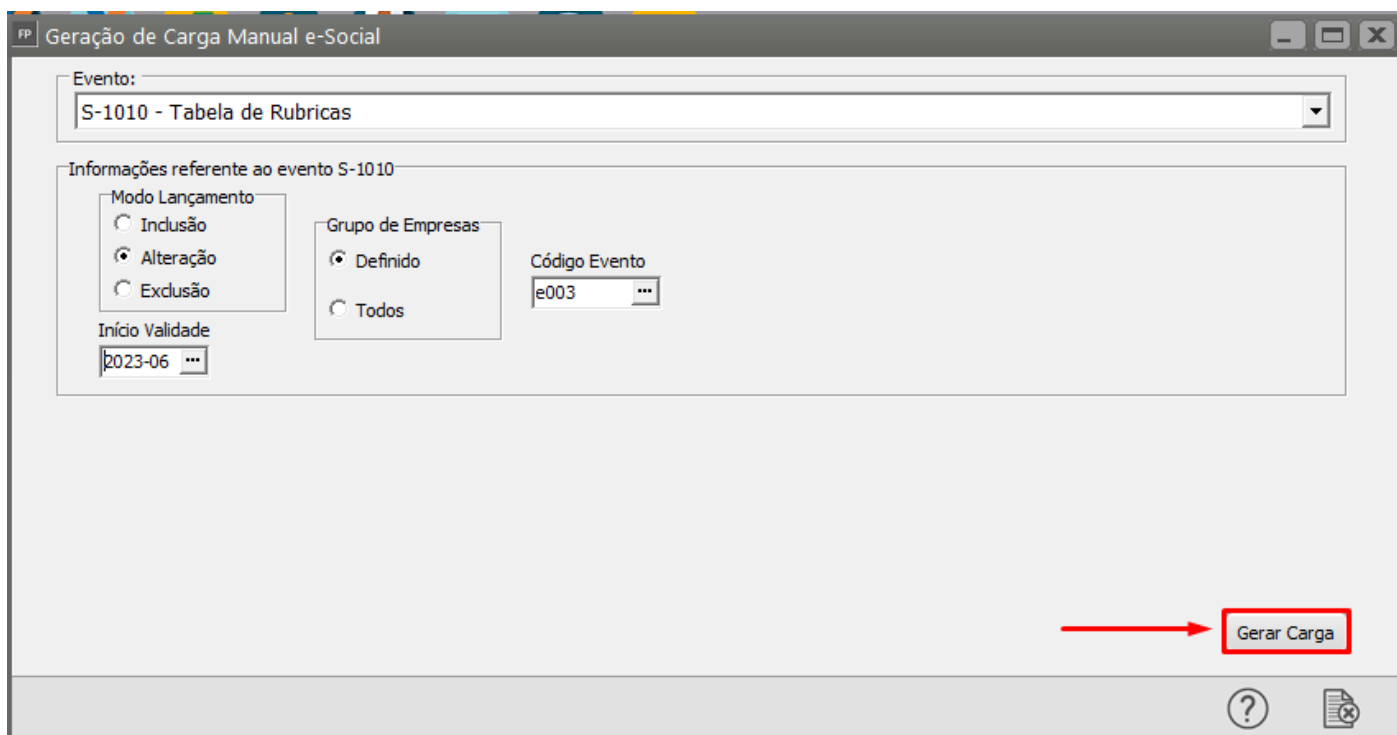 FP Geração de Carga Manual e-Social
Evento:
S-1010 - Tabela de Rubricas
Informações referente ao evento S-1010
Modo Lançamento
Inclusão
Alteração
Exclusão
Grupo de Empresas
Definido
Todos
Código Evento
e003
Início Validade
2023-06
Gerar Carga